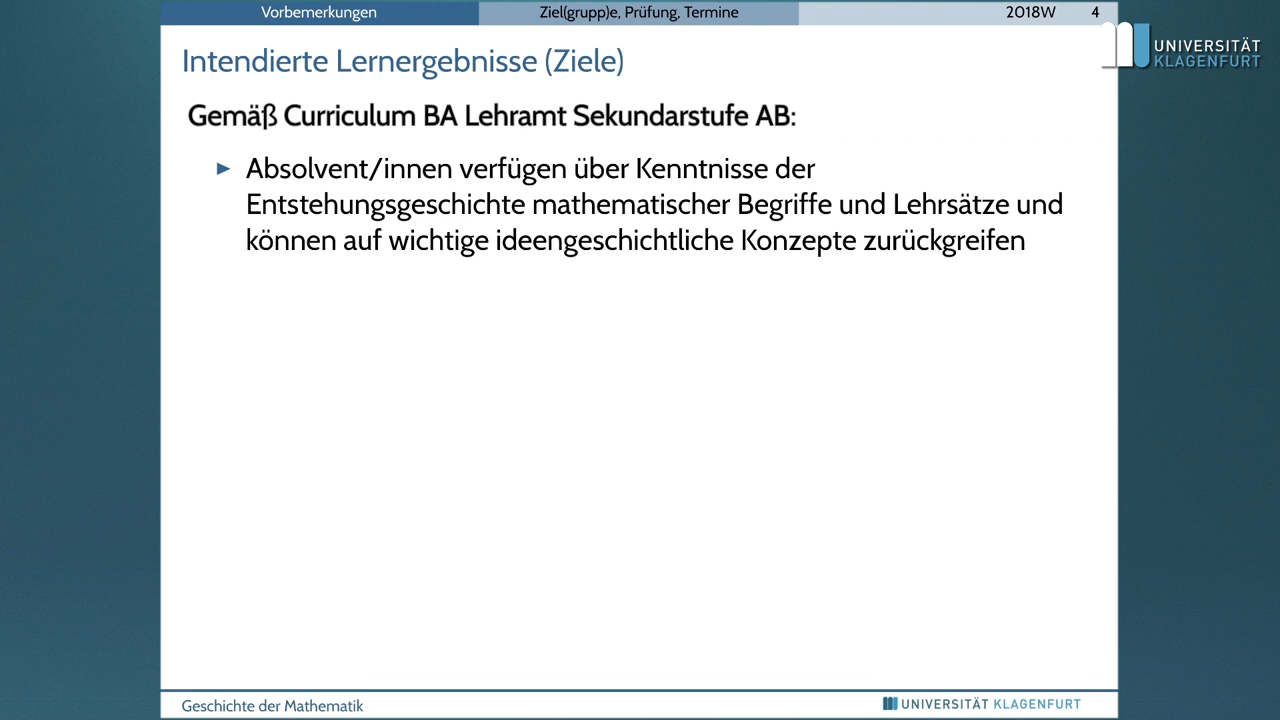 Vorbemerkungen
Ziel(grupp)e, Prüfung, Termine
2018W 4
UNIVERSITÄT
KLAGENFURT
Intendierte Lernergebnisse (Ziele)
Gemäß Curriculum BA Lehramt Sekundarstufe AB:
► Absolvent/innen verfügen über Kenntnisse der
Entstehungsgeschichte mathematischer Begriffe und Lehrsätze und
können auf wichtige ideengeschichtliche Konzepte zurückgreifen
Geschichte der Mathematik
UNIVERSITÄT KLAGENFURT